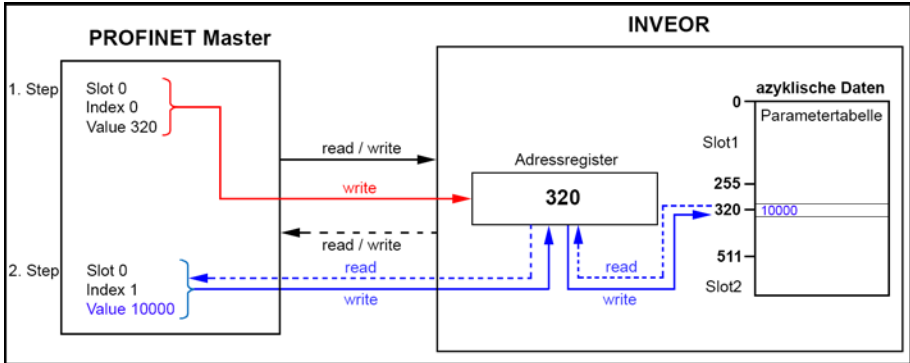 PROFINET Master
INVEOR
1. Step
Slot 0
Index 0
Value 320
read / write
write
read / write
2. Step
Slot 0
Index 1
Value 10000
read
write
Adressregister
320
read
write
azyklische Daten
0
Parametertabelle
Slot1
255
320
10000
511
Slot2